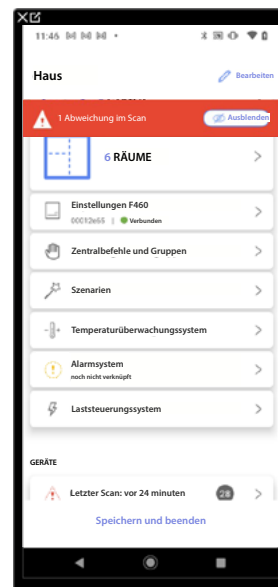 11:46
Haus
Bearbeiten
1 Abweichung im Scan
Ausblenden
6 RÄUME
Einstellungen F460
00C12e65 | Verbunden
Zentralbefehle und Gruppen
Szenarien
Temperaturüberwachungssystem
Alarmsystem
noch nicht verknüpft
Laststeuerungssystem
GERÄTE
Letzter Scan: vor 24 minuten
28
Speichern und beenden